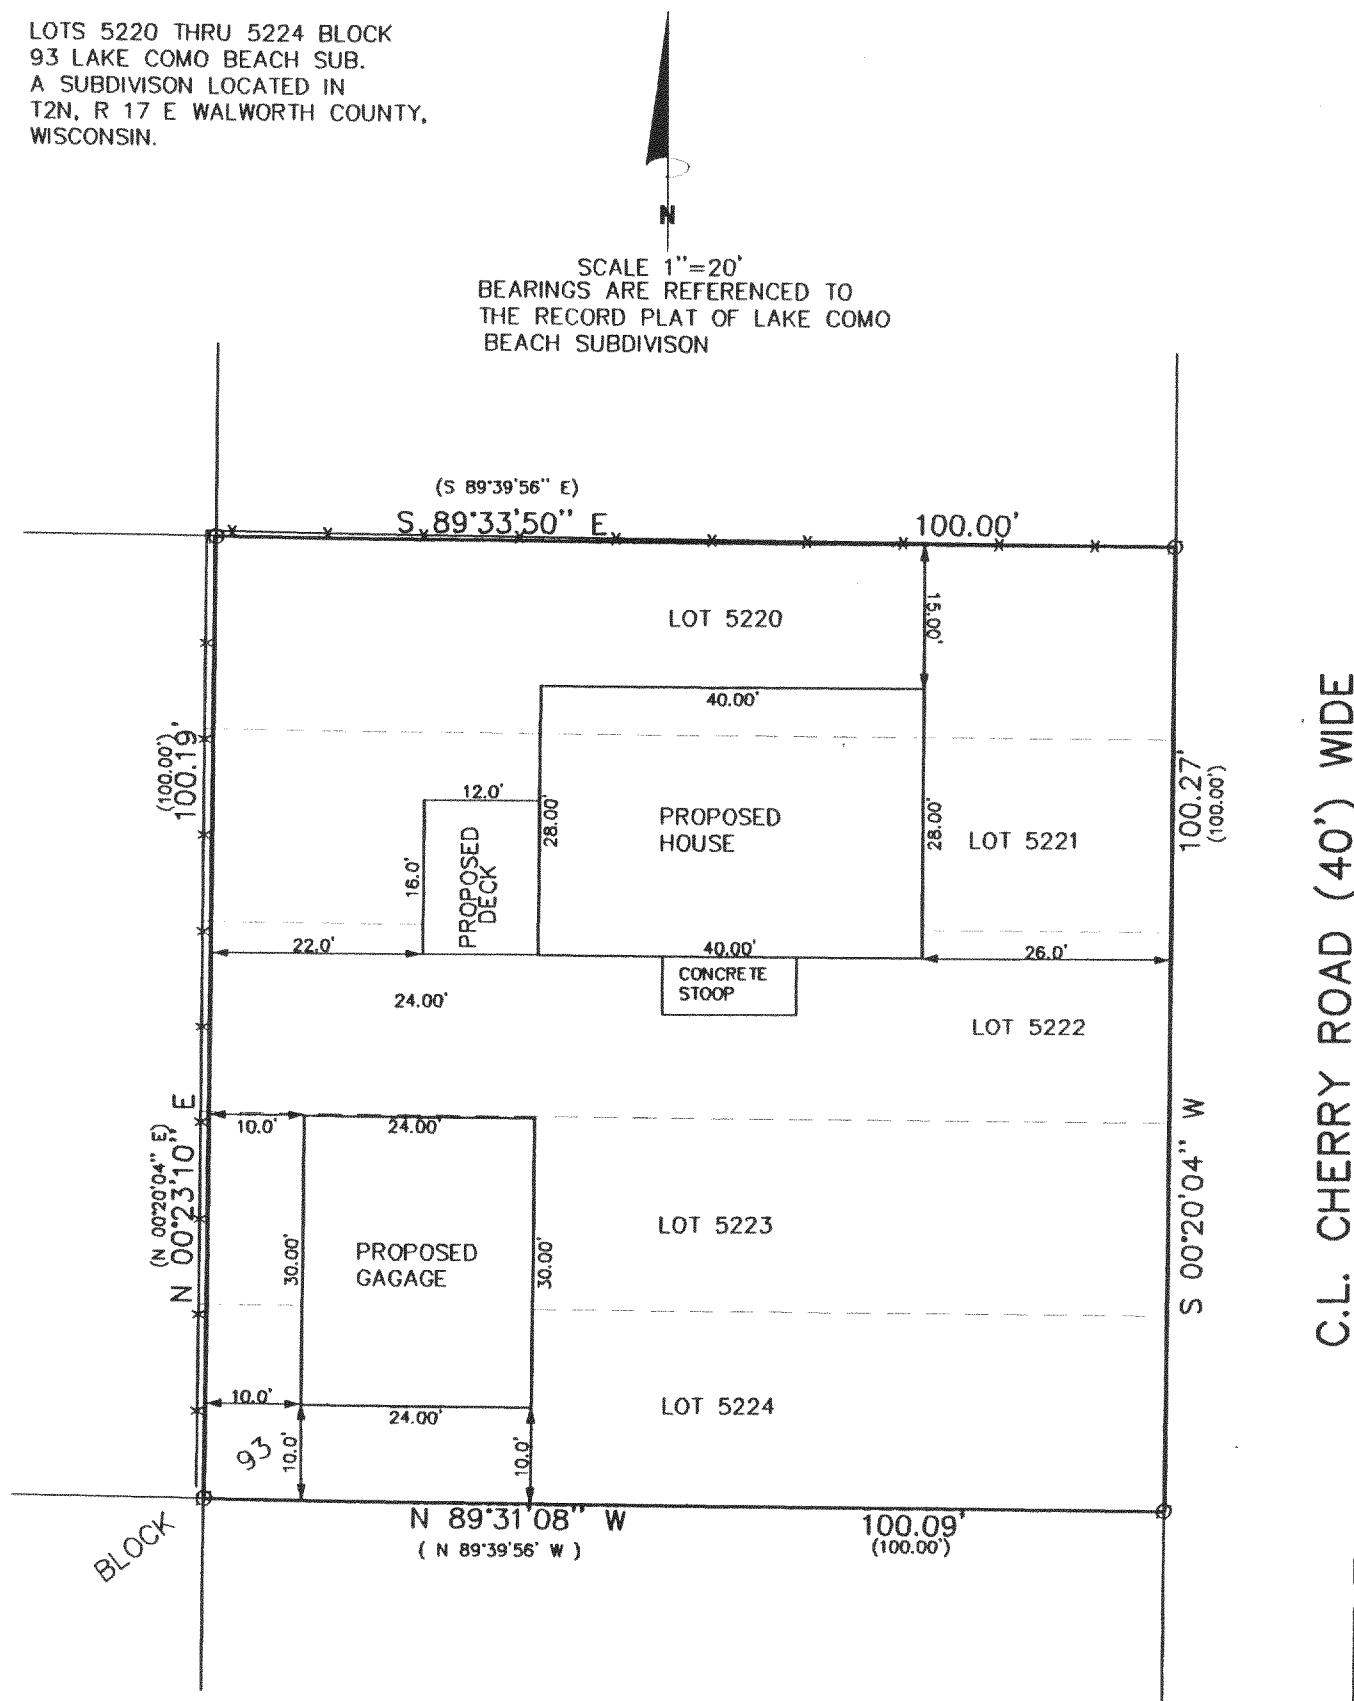 LOTS 5220 THRU 5224 BLOCK
93 LAKE COMO BEACH SUB.
A SUBDIVISON LOCATED IN
T2N, R 17 E WALWORTH COUNTY,
WISCONSIN.
N
SCALE 1"=20'
BEARINGS ARE REFERENCED TO
THE RECORD PLAT OF LAKE COMO
BEACH SUBDIVISON
(S 89°39'56" E)
S 89°33'50" E
100.00'
LOT 5220
15.00'
40.00'
(100.00')
100.19'
12.0'
28.00'
16.0'
PROPOSED
DECK
PROPOSED
HOUSE
28.00'
LOT 5221
100.27'
(100.00')
22.0'
40.00'
26.0'
CONCRETE
STOOP
24.00'
LOT 5222
C.L. CHERRY ROAD (40') WIDE
10.0'
24.00'
(N 00°20'04" E)
N 00°23'10" E
S 00°20'04" W
30.00'
PROPOSED
GAGAGE
30.00'
LOT 5223
10.0'
24.00'
LOT 5224
93
10.0'
10.0'
BLOCK
N 89°31'08" W
( N 89°39'56' W )
100.09'
(100.00')